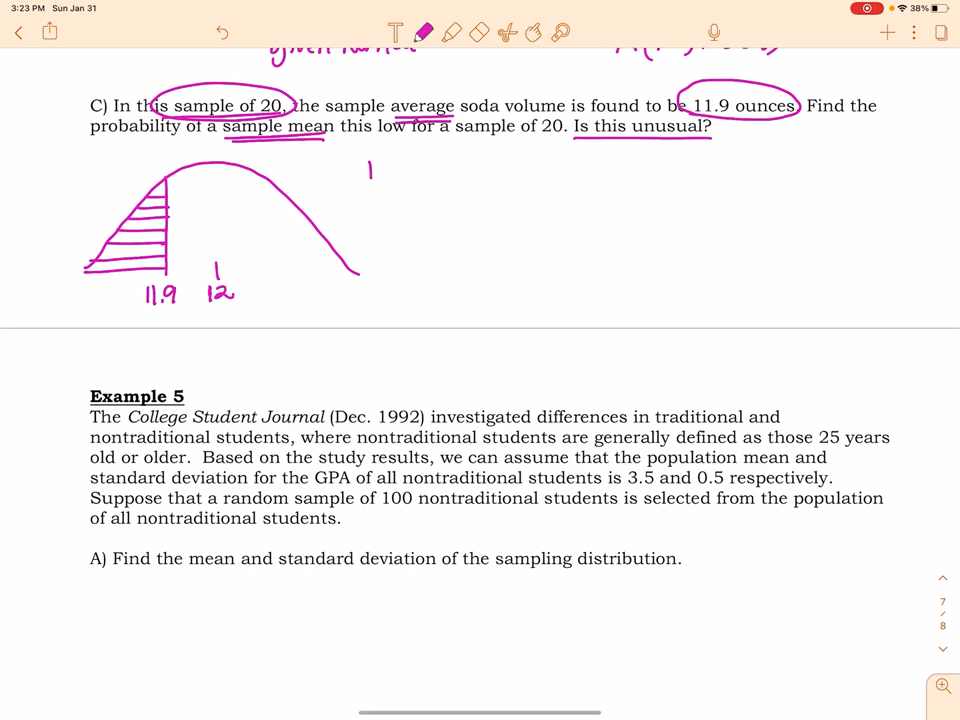 3:23 PM Sun Jan 31
38%
given
C) In this sample of 20, the sample average soda volume is found to be 11.9 ounces. Find the
probability of a sample mean this low for a sample of 20. Is this unusual?
11.9 12
Example 5
The College Student Journal (Dec. 1992) investigated differences in traditional and
nontraditional students, where nontraditional students are generally defined as those 25 years
old or older. Based on the study results, we can assume that the population mean and
standard deviation for the GPA of all nontraditional students is 3.5 and 0.5 respectively.
Suppose that a random sample of 100 nontraditional students is selected from the population
of all nontraditional students.
A) Find the mean and standard deviation of the sampling distribution.
7
/
8